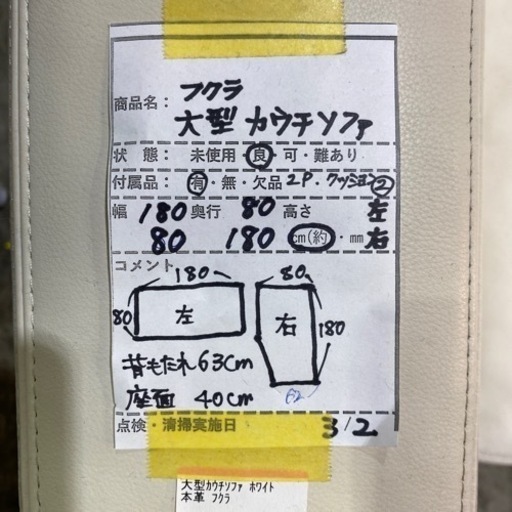 商品名: フクラ
大型 カウチソファ
状 態: 未使用・良・可・難あり
付属品: 有・無・欠品 2P. クッション②
幅 180 奥行 80 高さ 左
80 180 cm(約)・mm 右
コメント
180 80
80 左 右 180
背もたれ 63cm
座面 40cm 62
点検・清掃実施日 3/2
大型カウチソファ ホワイト
本革 フクラ